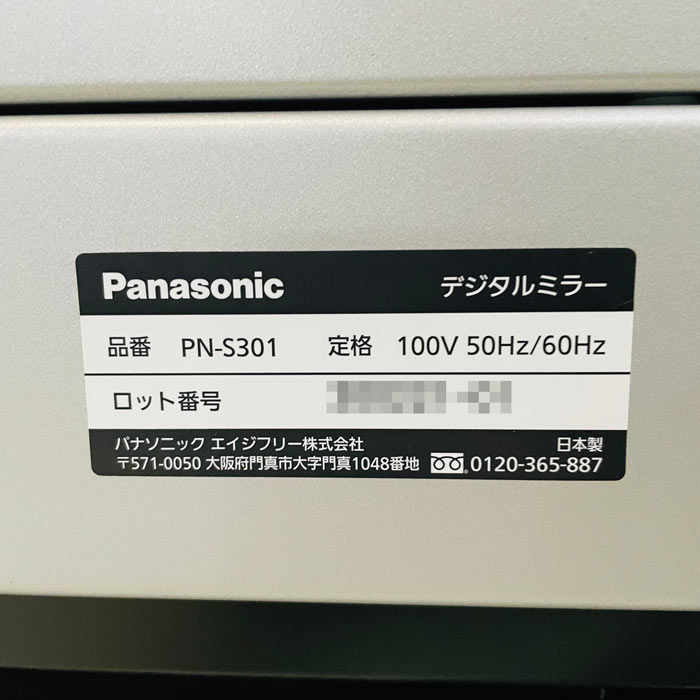 Panasonic デジタルミラー
品番 PN-S301 定格 100V 50Hz/60Hz
ロット番号
パナソニック エイジフリー株式会社 日本製
〒571-0050 大阪府門真市大字門真1048番地 0120-365-887